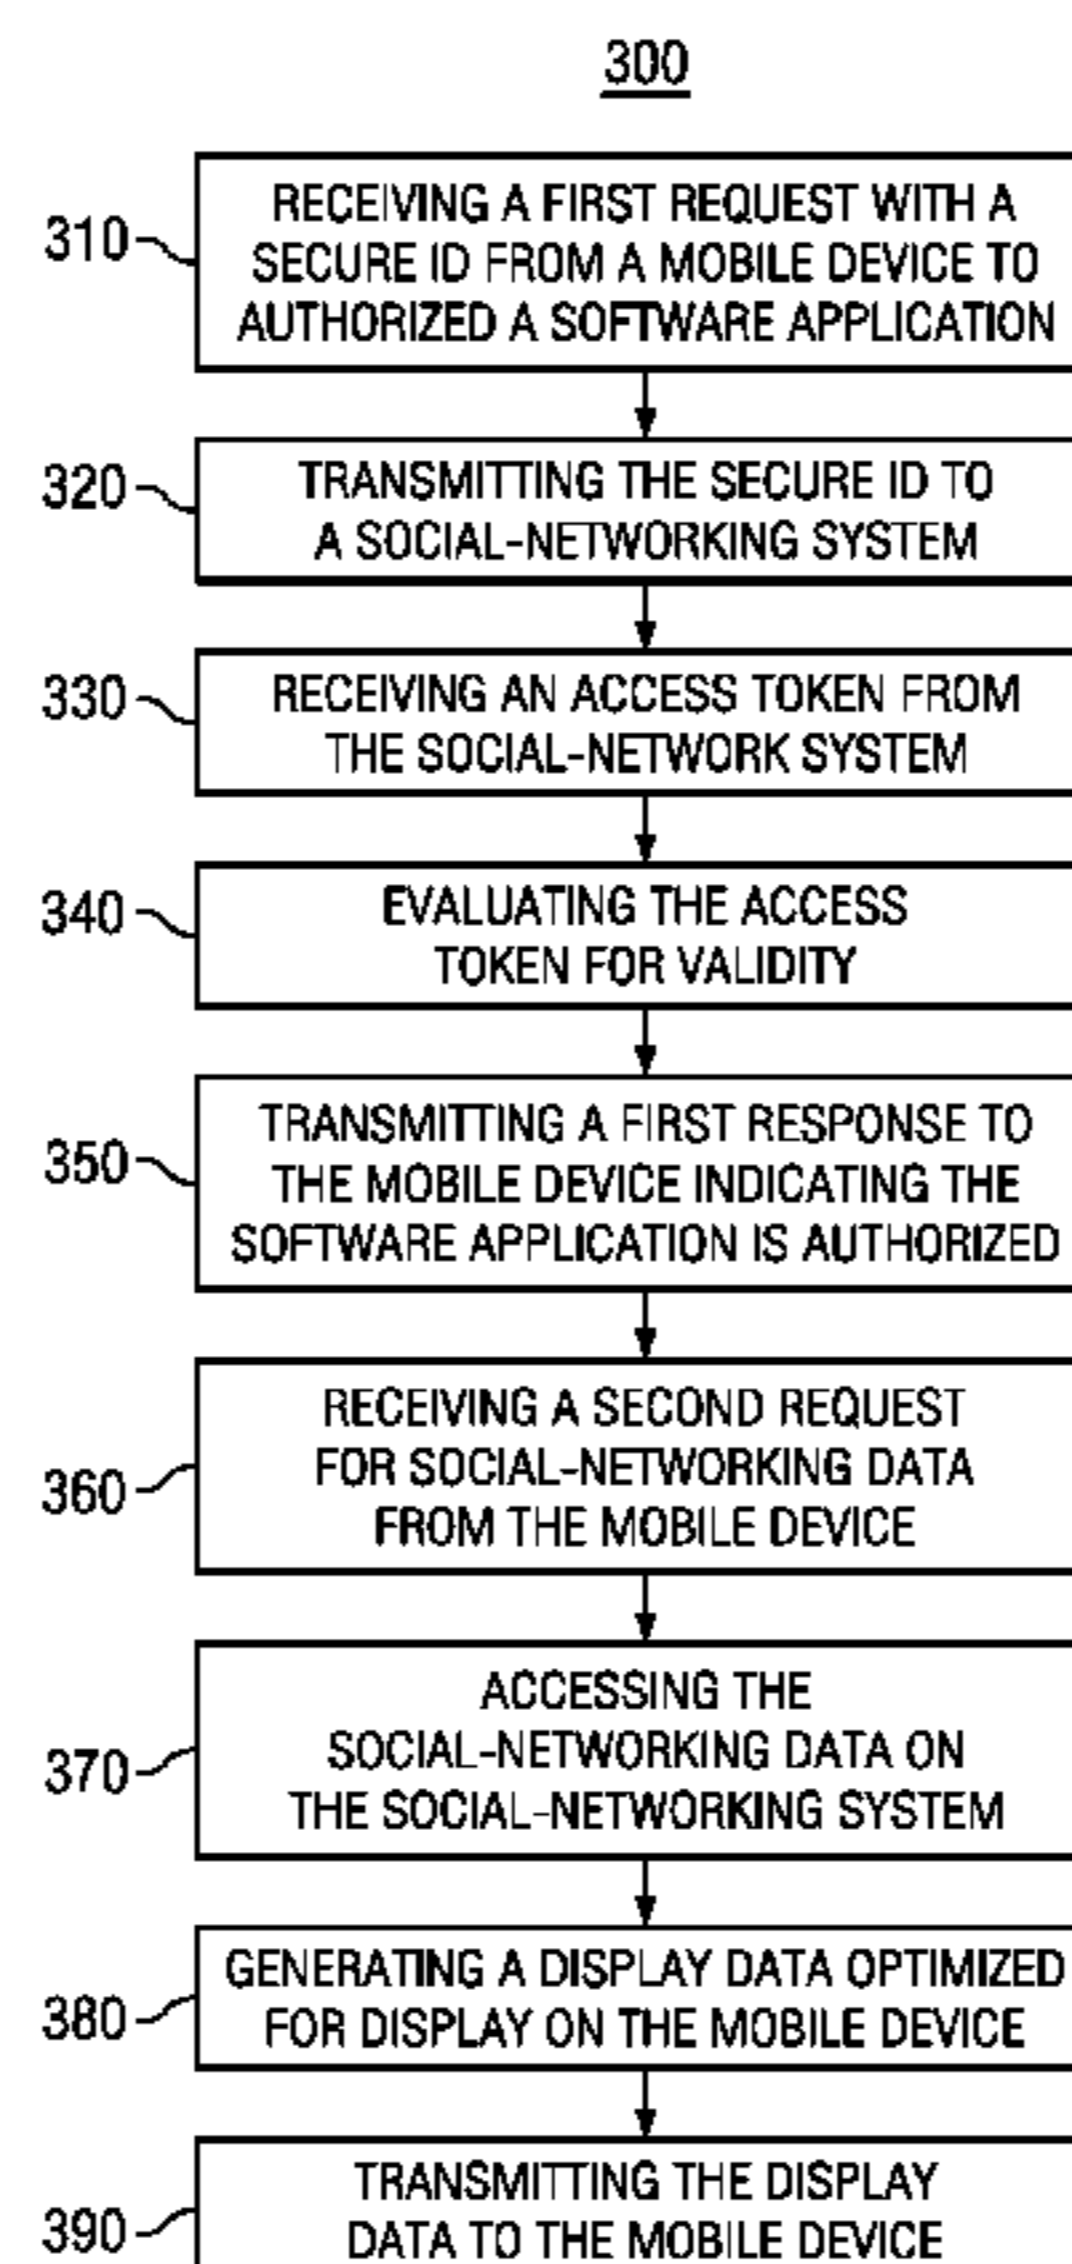 300
310
RECEIVING A FIRST REQUEST WITH A
SECURE ID FROM A MOBILE DEVICE TO
AUTHORIZED A SOFTWARE APPLICATION
320
TRANSMITTING THE SECURE ID TO
A SOCIAL-NETWORKING SYSTEM
330
RECEIVING AN ACCESS TOKEN FROM
THE SOCIAL-NETWORK SYSTEM
340
EVALUATING THE ACCESS
TOKEN FOR VALIDITY
350
TRANSMITTING A FIRST RESPONSE TO
THE MOBILE DEVICE INDICATING THE
SOFTWARE APPLICATION IS AUTHORIZED
360
RECEIVING A SECOND REQUEST
FOR SOCIAL-NETWORKING DATA
FROM THE MOBILE DEVICE
370
ACCESSING THE
SOCIAL-NETWORKING DATA ON
THE SOCIAL-NETWORKING SYSTEM
380
GENERATING A DISPLAY DATA OPTIMIZED
FOR DISPLAY ON THE MOBILE DEVICE
390
TRANSMITTING THE DISPLAY
DATA TO THE MOBILE DEVICE